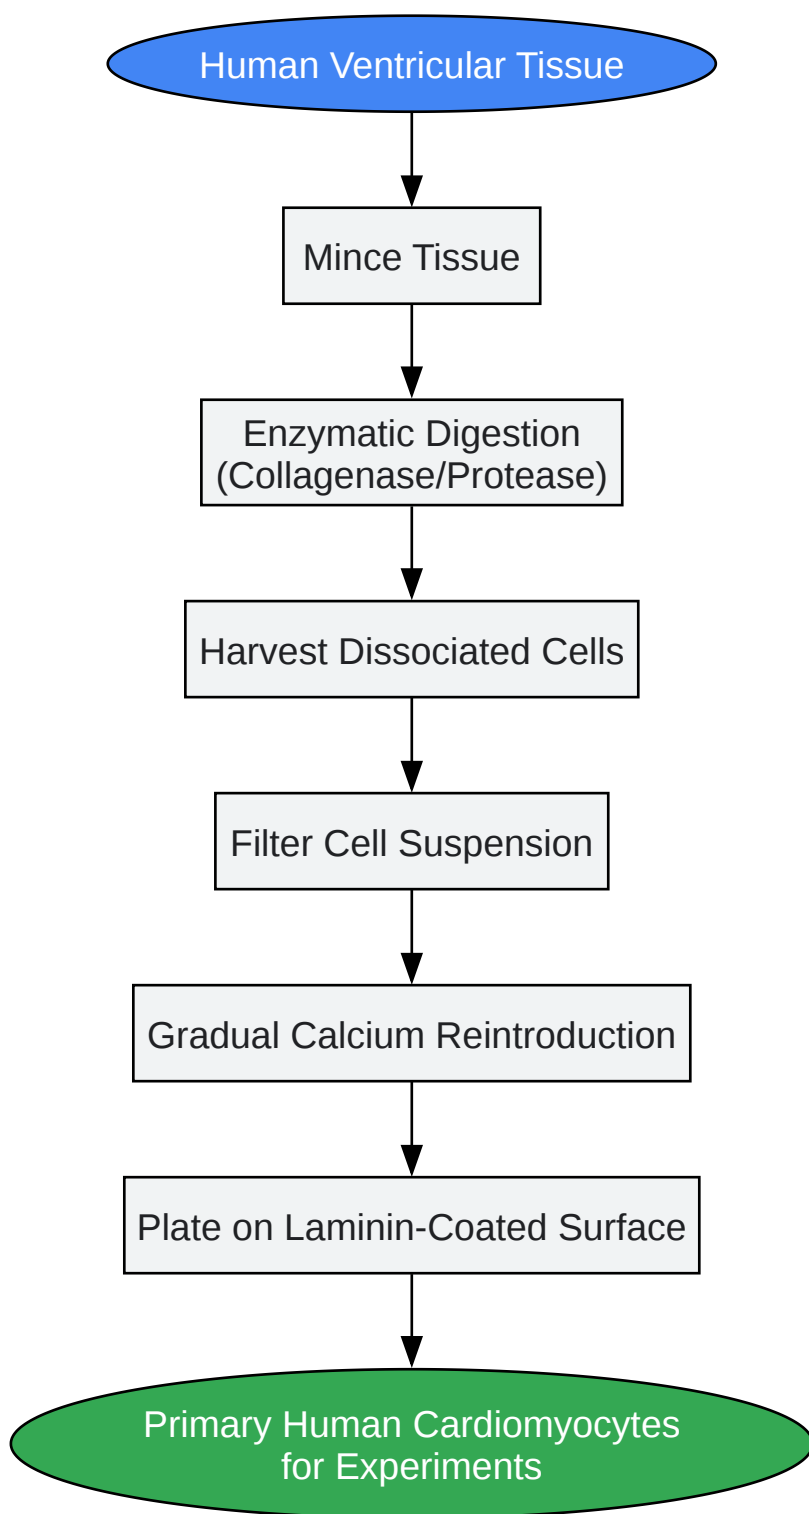 Human Ventricular Tissue
Mince Tissue
Enzymatic Digestion
(Collagenase/Protease)
Harvest Dissociated Cells
Filter Cell Suspension
Gradual Calcium Reintroduction
Plate on Laminin-Coated Surface
Primary Human Cardiomyocytes
for Experiments